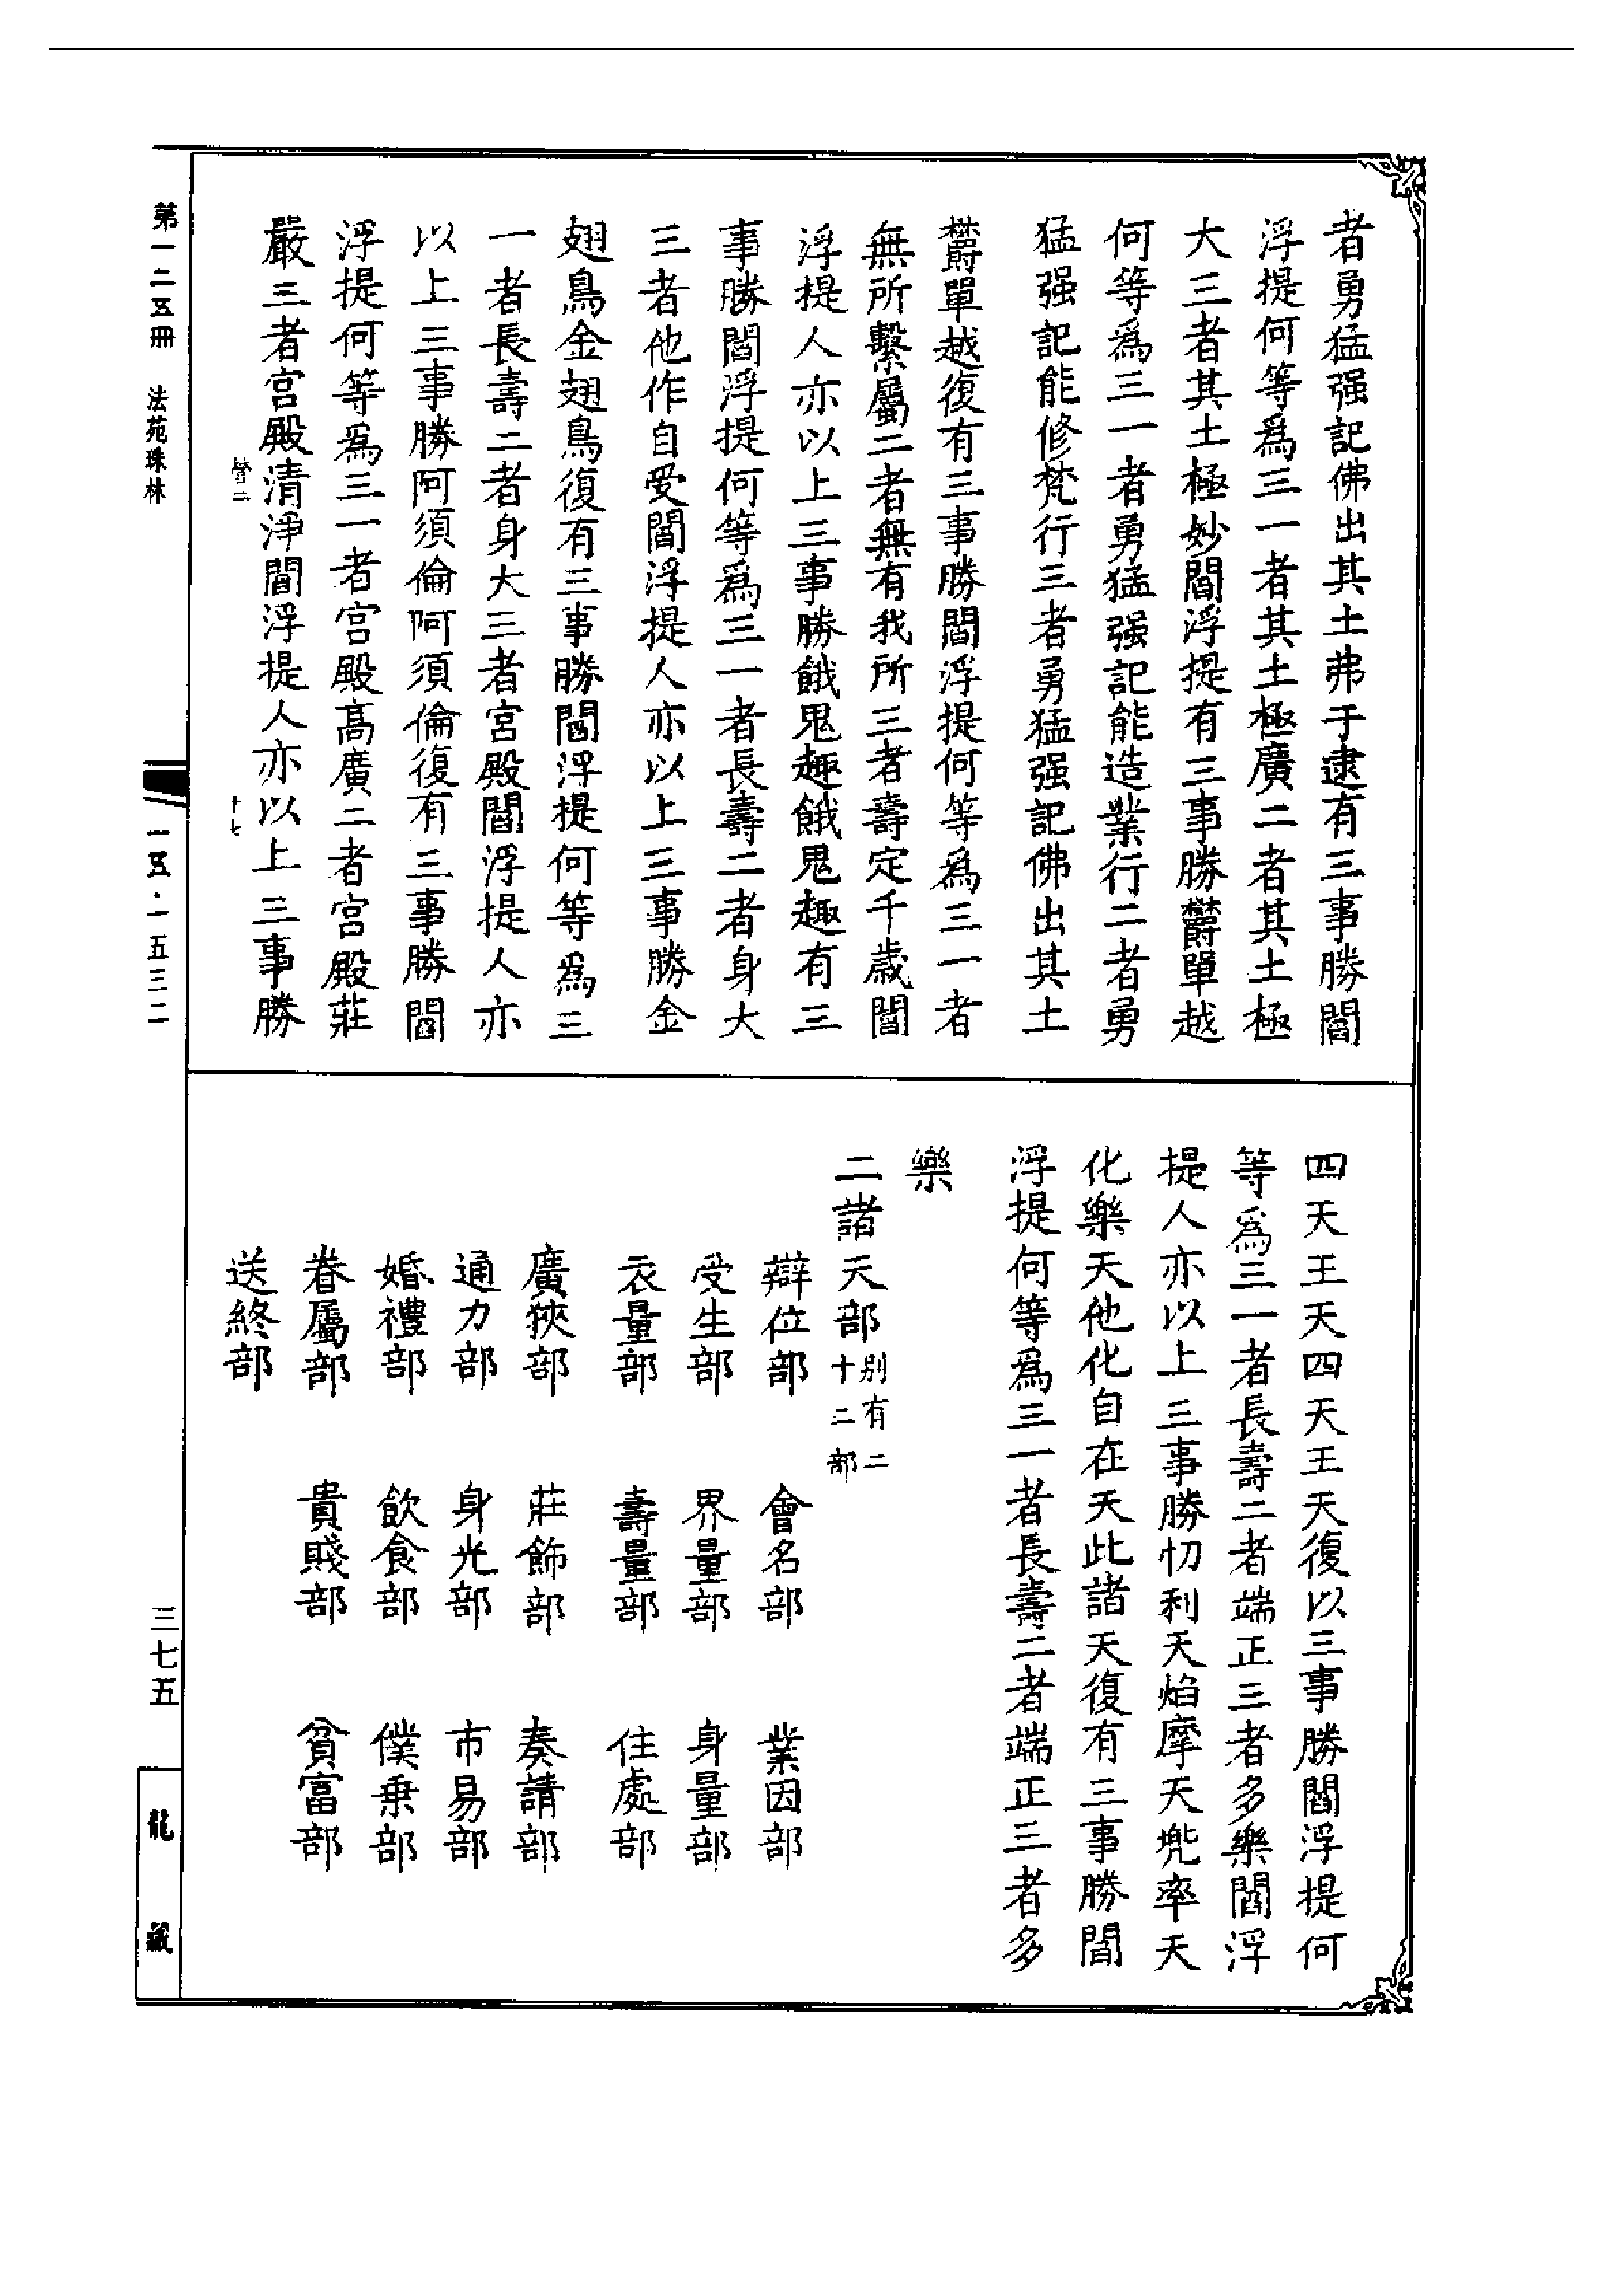 者勇猛强記佛出其土弗于逮有三事勝閻
浮提何等爲三一者其土極廣二者其土極
大三者其土極妙閻浮提有三事勝欝單越
何等爲三一者勇猛强記能造業行二者勇
猛强記能修梵行三者勇猛强記佛出其土
欝單越復有三事勝閻浮提何等爲三一者
無所繫屬二者無有我所三者壽定千歲閻
浮提人亦以上三事勝餓鬼趣餓鬼趣有三
事勝閻浮提何等爲三一者長壽二者身大
三者他作自受閻浮提人亦以上三事勝金
翅鳥金翅鳥復有三事勝閻浮提何等爲三
一者長壽二者身大三者宮殿閻浮提人亦
以上三事勝阿須倫阿須倫復有三事勝閻
浮提何等爲三一者宮殿高廣二者宮殿莊
嚴三者宮殿清淨閻浮提人亦以上三事勝
營二 十七
四天王天四天王天復以三事勝閻浮提何
等爲三一者長壽二者端正三者多樂閻浮
提人亦以上三事勝忉利天焰摩天兠率天
化樂天他化自在天此諸天復有三事勝閻
浮提何等爲三一者長壽二者端正三者多
樂
二諸天部別有二十二部
辯位部 會名部 業因部
受生部 界量部 身量部
衣量部 壽量部 住處部
廣狹部 莊飾部 奏請部
通力部 身光部 市易部
婚禮部 飲食部 僕乗部
眷屬部 貴賤部 貧富部
送終部
第一二五冊 法苑珠林
一五·一五三二
三七五
龍藏